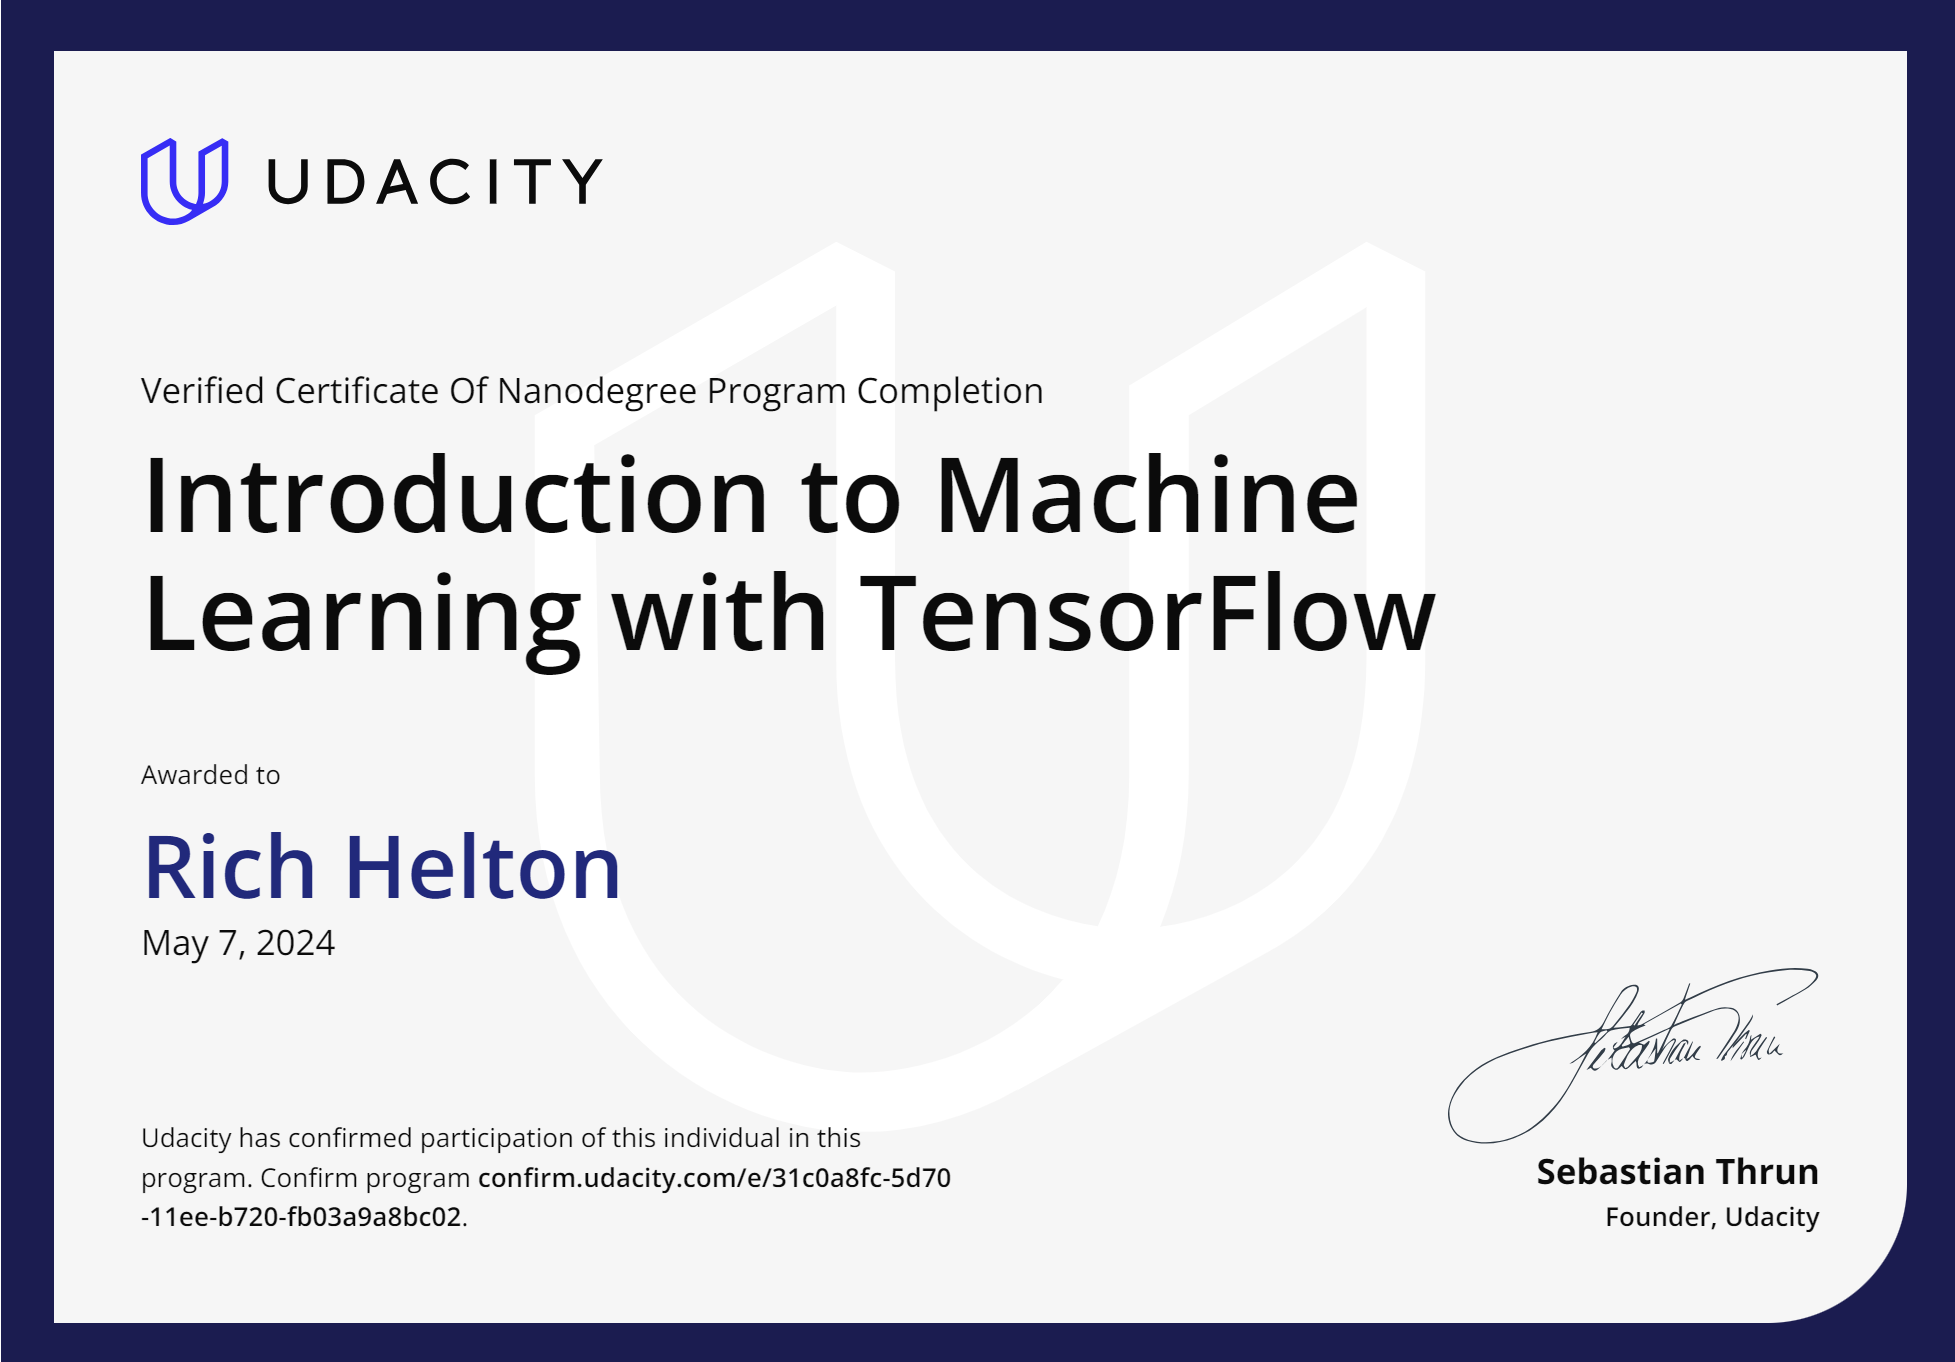 UDACITY
Verified Certificate Of Nanodegree Program Completion
Introduction to Machine
Learning with TensorFlow
Awarded to
Rich Helton
May 7, 2024
Udacity has confirmed participation of this individual in this
program. Confirm program confirm.udacity.com/e/31c0a8fc-5d70
-11ee-b720-fb03a9a8bc02.
Sebastian Thrun
Sebastian Thrun
Founder, Udacity